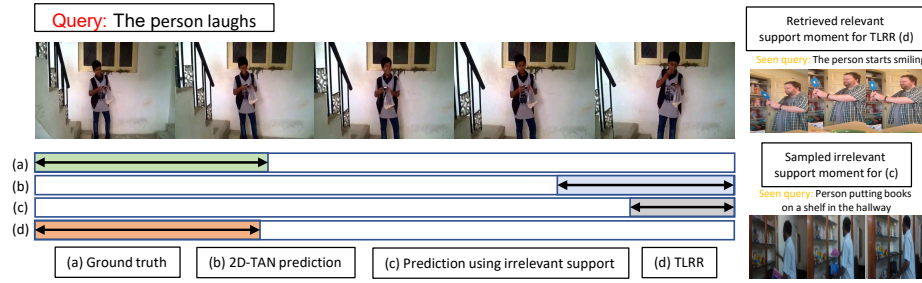 Query: The person laughs
Retrieved relevant
support moment for TLRR (d)
Seen query: The person starts smiling
(a)
(b)
(c)
(d)
Sampled irrelevant
support moment for (c)
Seen query: Person putting books
on a shelf in the hallway
(a) Ground truth
(b) 2D-TAN prediction
(c) Prediction using irrelevant support
(d) TLRR